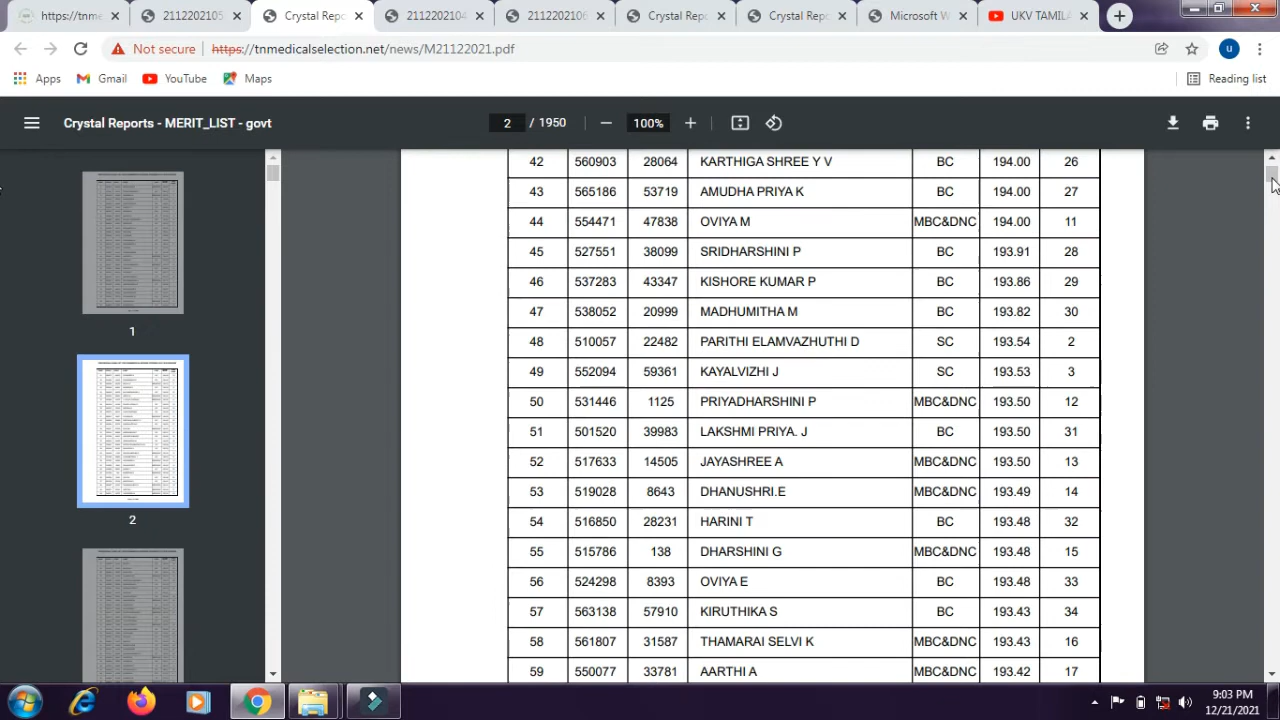 https://tnme
2112202105
Crystal Repo
2112202104
2112202106
Crystal Repo
Crystal Repo
Microsoft W
UKV TAMILA
Not secure
https://tnmedicalselection.net/news/M21122021.pdf
u
Apps
Gmail
YouTube
Maps
Reading list
Crystal Reports - MERIT_LIST - govt
2 / 1950
100%
1
2
42 560903 28064 KARTHIGA SHREE Y V BC 194.00 26
43 565186 53719 AMUDHA PRIYA K BC 194.00 27
44 554471 47838 OVIYA M MBC&DNC 194.00 11
45 527551 38099 SRIDHARSHINI P BC 193.91 28
46 537283 43347 KISHORE KUMAR P BC 193.86 29
47 538052 20999 MADHUMITHA M BC 193.82 30
48 510057 22482 PARITHI ELAMVAZHUTHI D SC 193.54 2
49 552094 59361 KAYALVIZHI J SC 193.53 3
50 531446 1125 PRIYADHARSHINI P MBC&DNC 193.50 12
51 501520 39983 LAKSHMI PRIYA. J BC 193.50 31
52 517633 14505 JAYASHREE A MBC&DNC 193.50 13
53 519028 8643 DHANUSHRI.E MBC&DNC 193.49 14
54 516850 28231 HARINI T BC 193.48 32
55 515786 138 DHARSHINI G MBC&DNC 193.48 15
56 524298 8393 OVIYA E BC 193.48 33
57 563138 57910 KIRUTHIKA S BC 193.43 34
58 561807 31587 THAMARAI SELVI K MBC&DNC 193.43 16
59 550077 33781 AARTHI A MBC&DNC 193.42 17
9:03 PM
12/21/2021